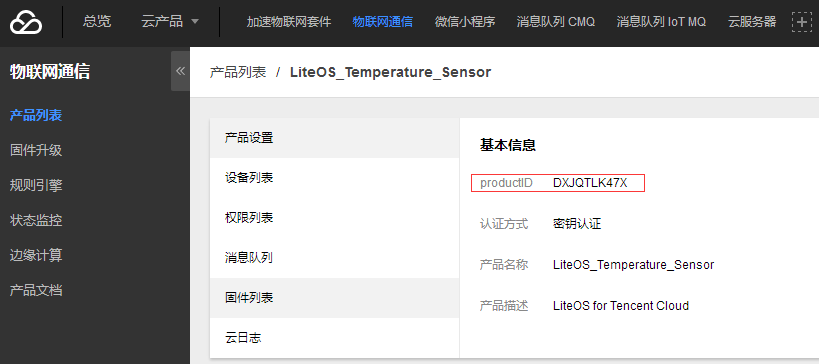 总览 云产品 加速物联网套件 物联网通信 微信小程序 消息队列 CMQ 消息队列 IoT MQ 云服务器
物联网通信
产品列表
固件升级
规则引擎
状态监控
边缘计算
产品文档
产品列表 / LiteOS_Temperature_Sensor
产品设置
设备列表
权限列表
消息队列
固件列表
云日志
基本信息
productID DXJQTLK47X
认证方式 密钥认证
产品名称 LiteOS_Temperature_Sensor
产品描述 LiteOS for Tencent Cloud